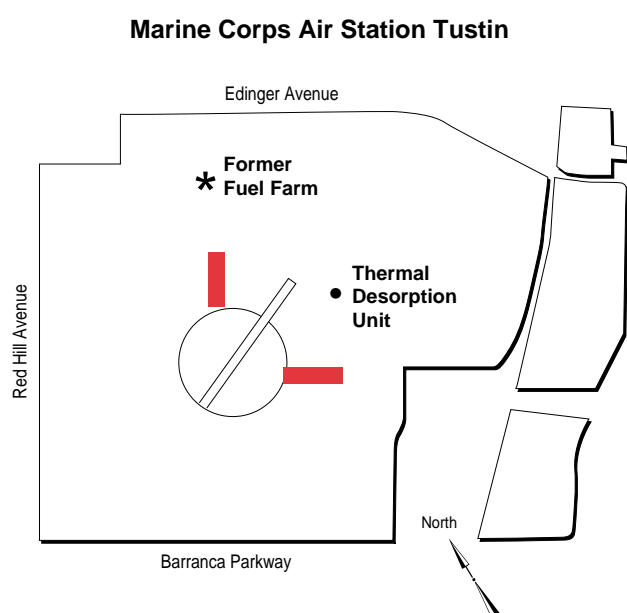 Marine Corps Air Station Tustin
Edinger Avenue
Former
Fuel Farm
Thermal
Desorption
Unit
Red Hill Avenue
North
Barranca Parkway